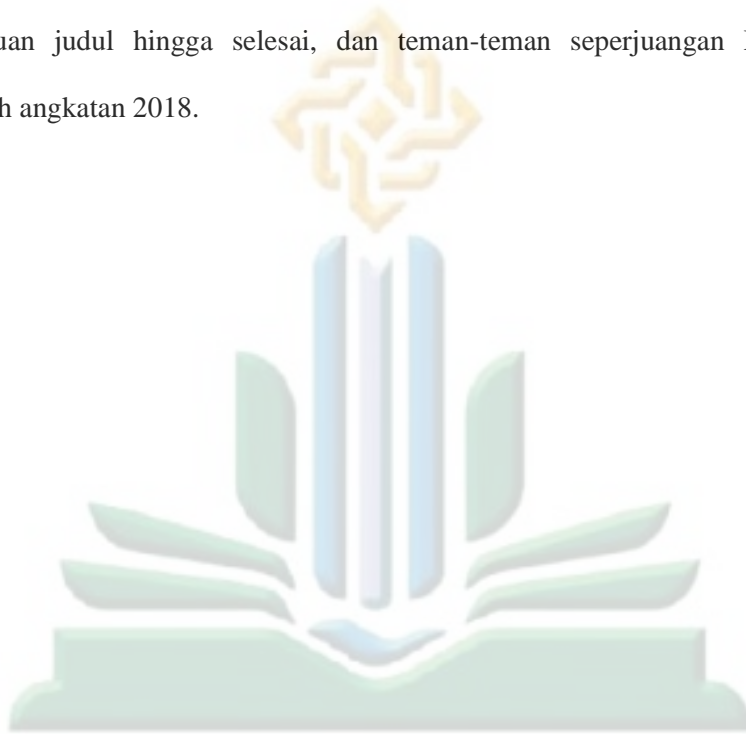 uan judul hingga selesai, dan teman-teman seperjuangan
h angkatan 2018.